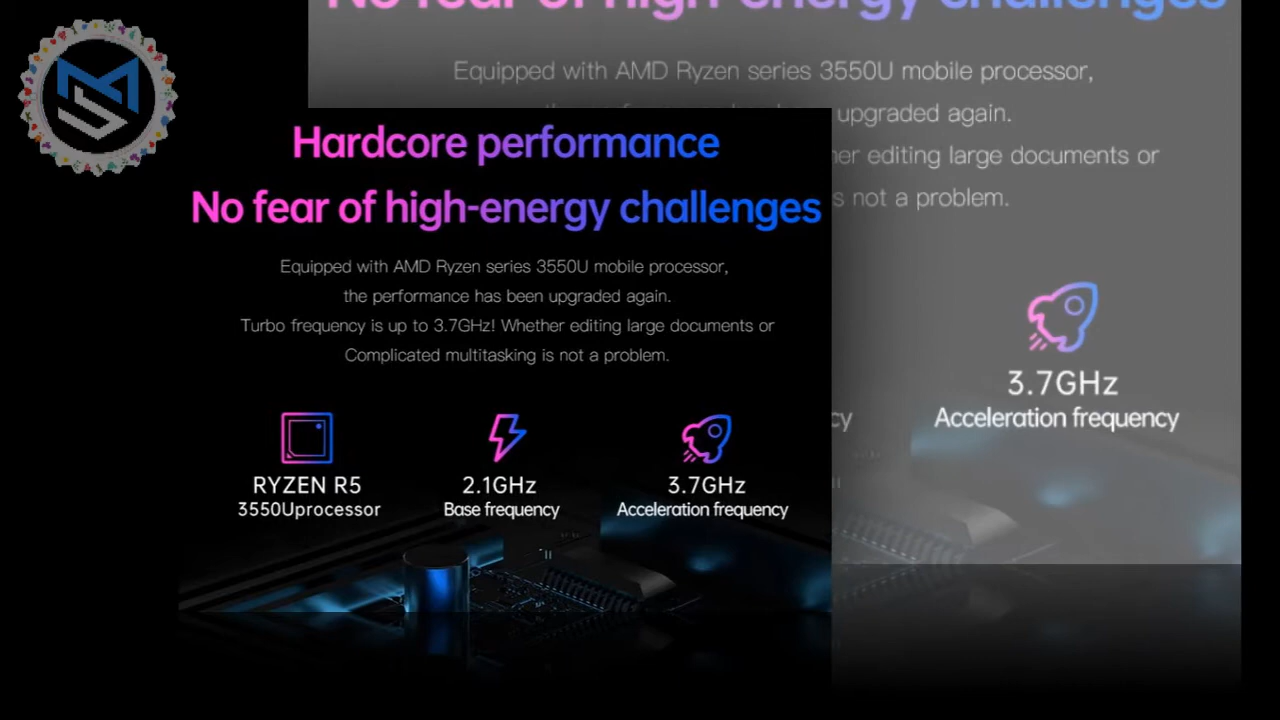 No fear of high-energy challenges
Equipped with AMD Ryzen series 3550U mobile processor,
upgraded again.
editing large documents or
not a problem.
3.7GHz
Acceleration frequency
Hardcore performance
No fear of high-energy challenges
Equipped with AMD Ryzen series 3550U mobile processor,
the performance has been upgraded again.
Turbo frequency is up to 3.7GHz! Whether editing large documents or
Complicated multitasking is not a problem.
RYZEN R5
3550Uprocessor
2.1GHz
Base frequency
3.7GHz
Acceleration frequency